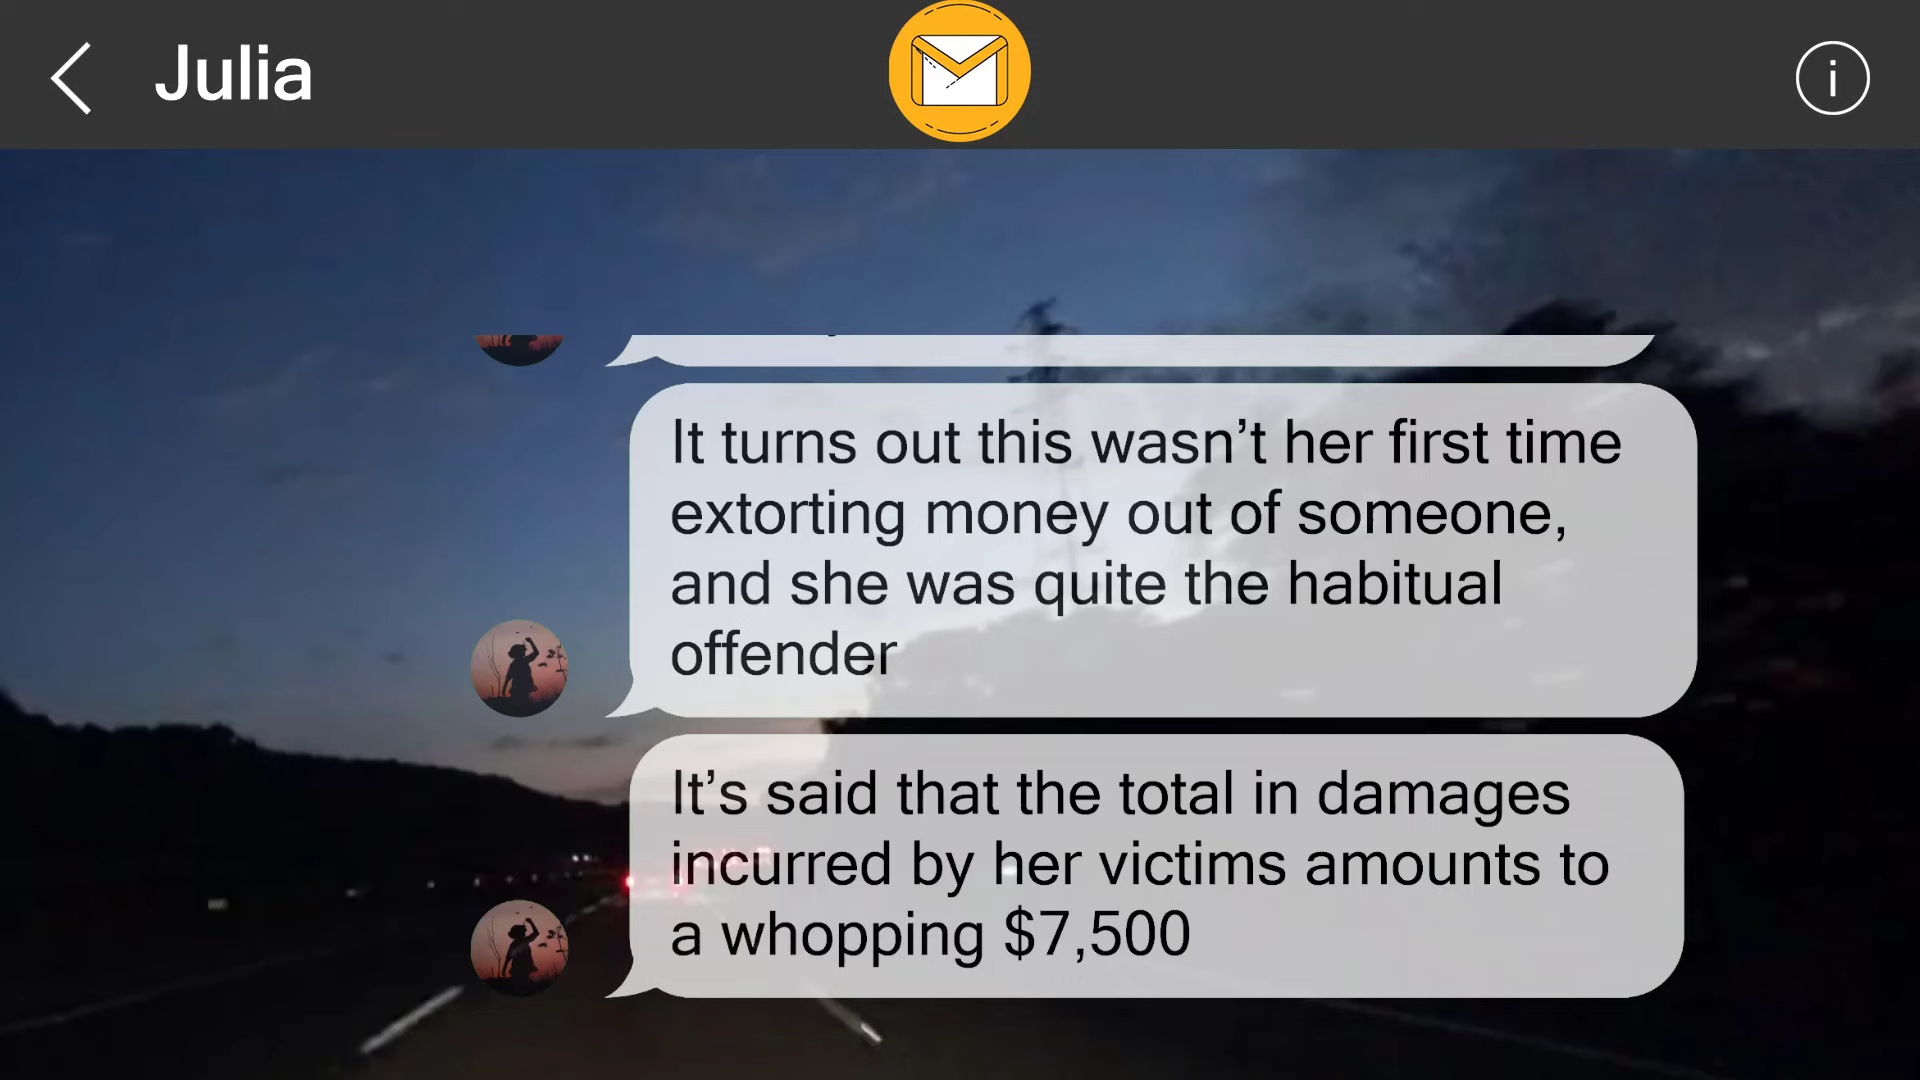 Julia
It turns out this wasn’t her first time
extorting money out of someone,
and she was quite the habitual
offender
It’s said that the total in damages
incurred by her victims amounts to
a whopping $7,500